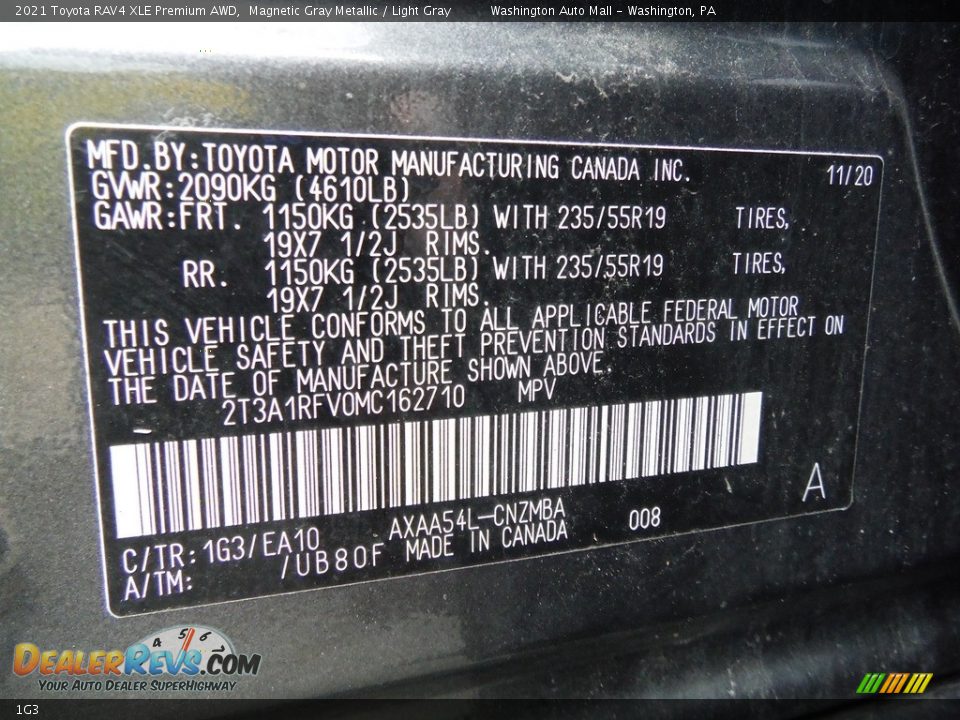 2021 Toyota RAV4 XLE Premium AWD,  Magnetic Gray Metallic / Light Gray   Washington Auto Mall - Washington, PA
MFD.BY:TOYOTA MOTOR MANUFACTURING CANADA INC.   11/20
GVWR:2090KG (4610LB)
GAWR:FRT. 1150KG (2535LB) WITH 235/55R19   TIRES,
19X7 1/2J RIMS.
RR. 1150KG (2535LB) WITH 235/55R19   TIRES,
19X7 1/2J RIMS.
THIS VEHICLE CONFORMS TO ALL APPLICABLE FEDERAL MOTOR
VEHICLE SAFETY AND THEFT PREVENTION STANDARDS IN EFFECT ON
THE DATE OF MANUFACTURE SHOWN ABOVE.
2T3A1RFV0MC162710   MPV
A
C/TR:1G3/EA10   AXAA54L-CNZMBA   008
A/TM:   /UB80F   MADE IN CANADA
4 5 6
DEALERREVS.COM
YOUR AUTO DEALER SUPERHIGHWAY
1G3